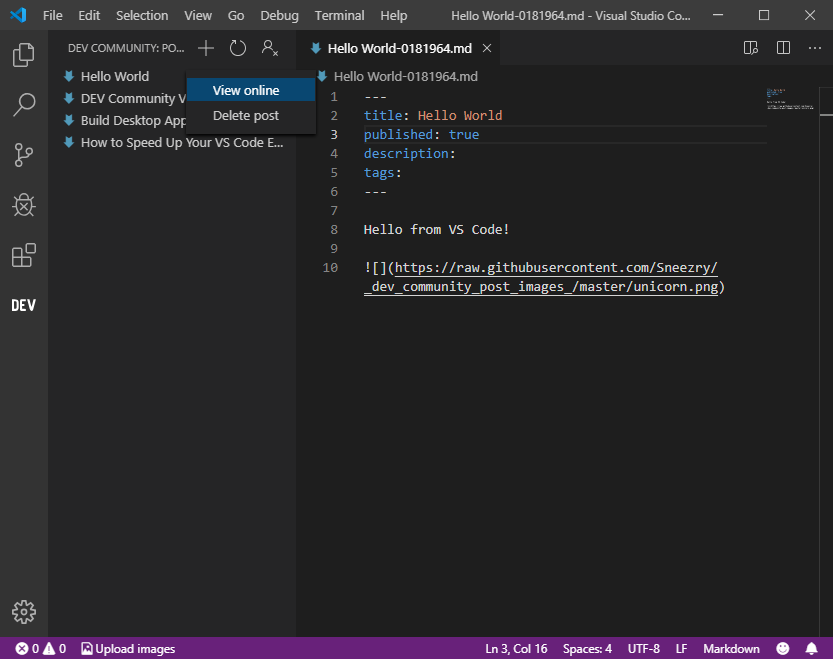 File Edit Selection View Go Debug Terminal Help Hello World-0181964.md - Visual Studio Co...
DEV COMMUNITY: PO...
Hello World-0181964.md
Hello World
DEV Community V
Build Desktop App
How to Speed Up Your VS Code E...
View online
Delete post
DEV
Hello World-0181964.md
1 ---
2 title: Hello World
3 published: true
4 description:
5 tags:
6 ---
7
8 Hello from VS Code!
9
10 ![](https://raw.githubusercontent.com/Sneezry/
_dev_community_post_images_/master/unicorn.png)
0 0 Upload images Ln 3, Col 16 Spaces: 4 UTF-8 LF Markdown